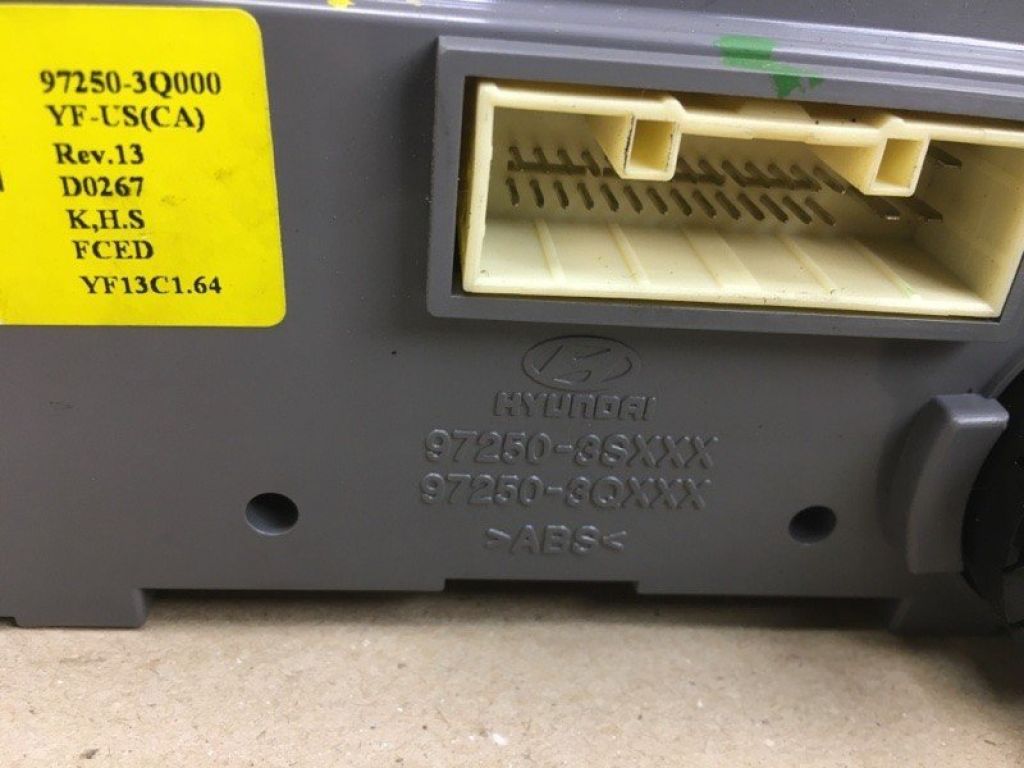 97250-3Q000
YF-US(CA)
Rev.13
D0267
K,H.S
FCED
YF13C1.64
HYUNDAI
97250-3SXXX
97250-3QXXX
>ABS<